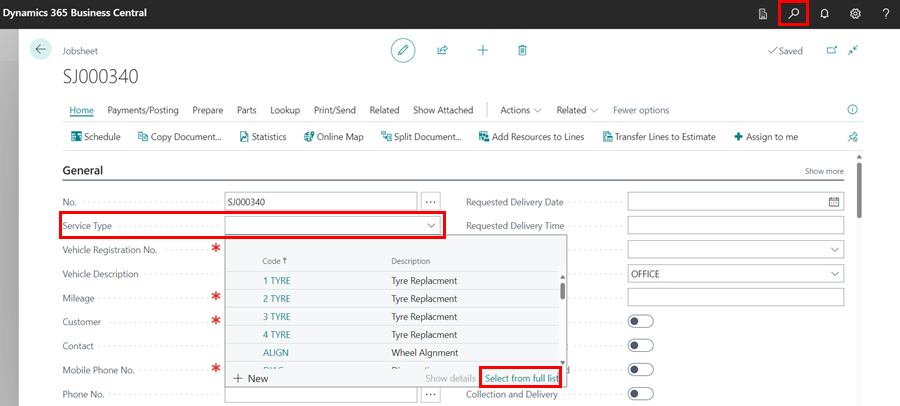 Dynamics 365 Business Central
Jobsheet
Saved
SJ000340
Home Payments/Posting Prepare Parts Lookup Print/Send Related Show Attached Actions Related Fewer options
Schedule Copy Document... Statistics Online Map Split Document... Add Resources to Lines Transfer Lines to Estimate Assign to me
General Show more
No. SJ000340 ... Requested Delivery Date
Service Type Requested Delivery Time
Vehicle Registration No. *
Vehicle Description OFFICE
Mileage *
Customer *
Contact
Mobile Phone No. *
Phone No. ... Collection and Delivery
Code ↑ Description
1 TYRE Tyre Replacment
2 TYRE Tyre Replacment
3 TYRE Tyre Replacment
4 TYRE Tyre Replacment
ALIGN Wheel Algnment
+ New Show details Select from full list